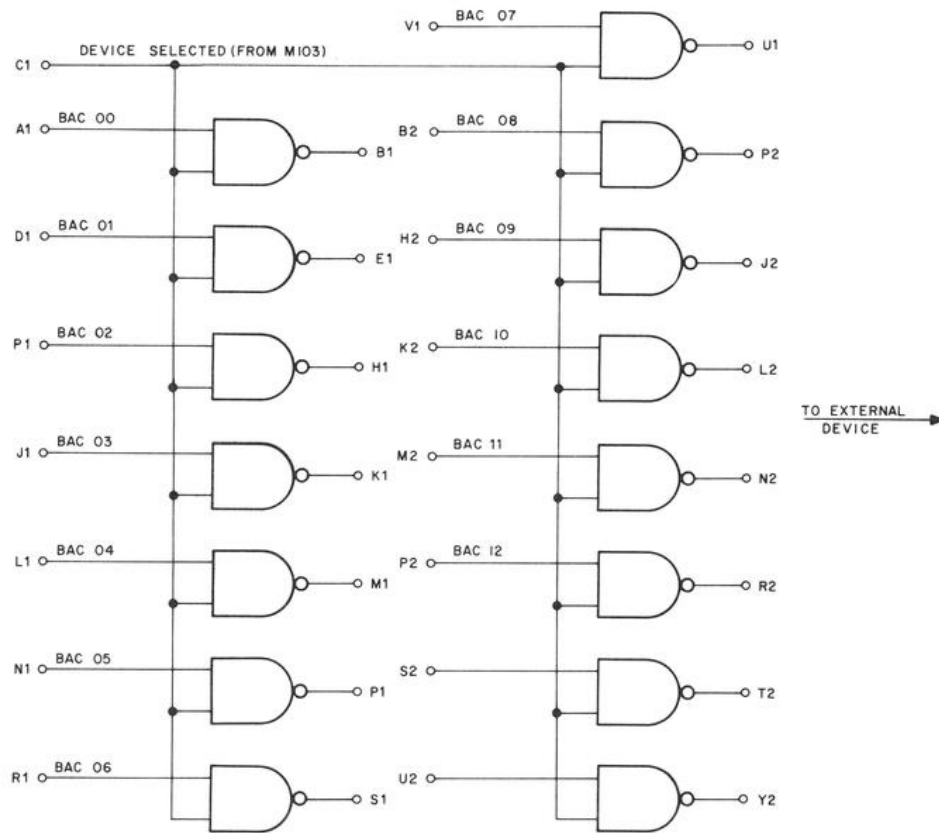 V1 BAC 07 U1
DEVICE SELECTED (FROM M103)
C1
A1 BAC 00 B1
B2 BAC 08 P2
D1 BAC 01 E1
H2 BAC 09 J2
P1 BAC 02 H1
K2 BAC 10 L2
J1 BAC 03 K1
M2 BAC 11 N2
TO EXTERNAL
DEVICE
L1 BAC 04 M1
P2 BAC 12 R2
N1 BAC 05 P1
S2 T2
R1 BAC 06 S1
U2 Y2